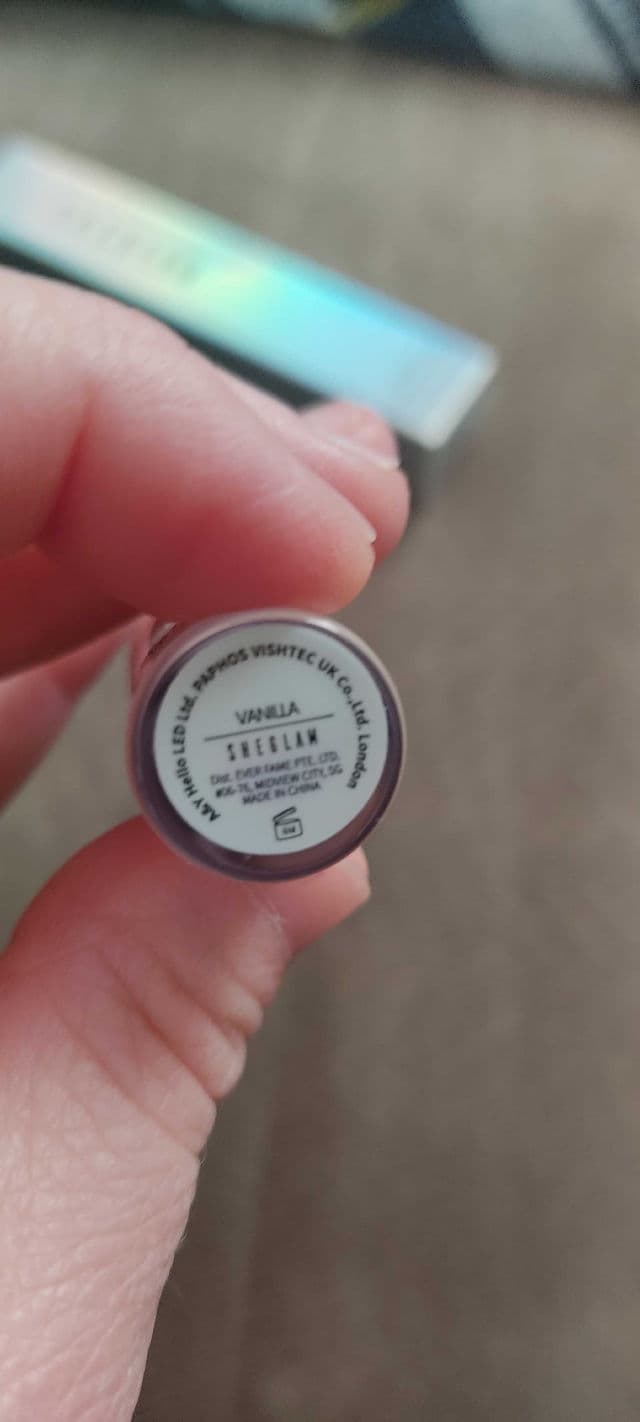 A&Y Hello LED Ltd. PAPHOS VISHTEC UK Co.,Ltd. London
VANILLA
SHEGLAM
Dist. EVER FAME PTE. LTD.
#06-76, MIDVIEW CITY, SG
MADE IN CHINA